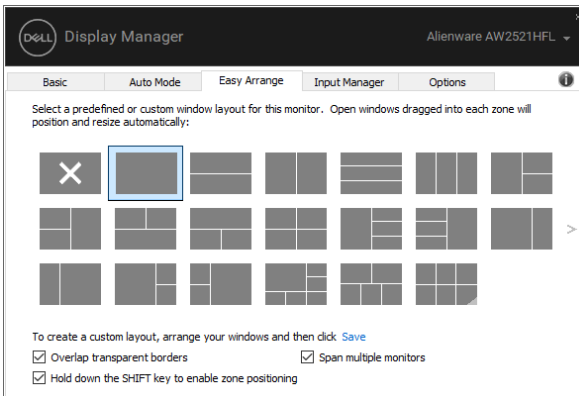 DELL Display Manager Alienware AW2521HFL
Basic Auto Mode Easy Arrange Input Manager Options
Select a predefined or custom window layout for this monitor. Open windows dragged into each zone will
position and resize automatically:
To create a custom layout, arrange your windows and then click Save
Overlap transparent borders Span multiple monitors
Hold down the SHIFT key to enable zone positioning